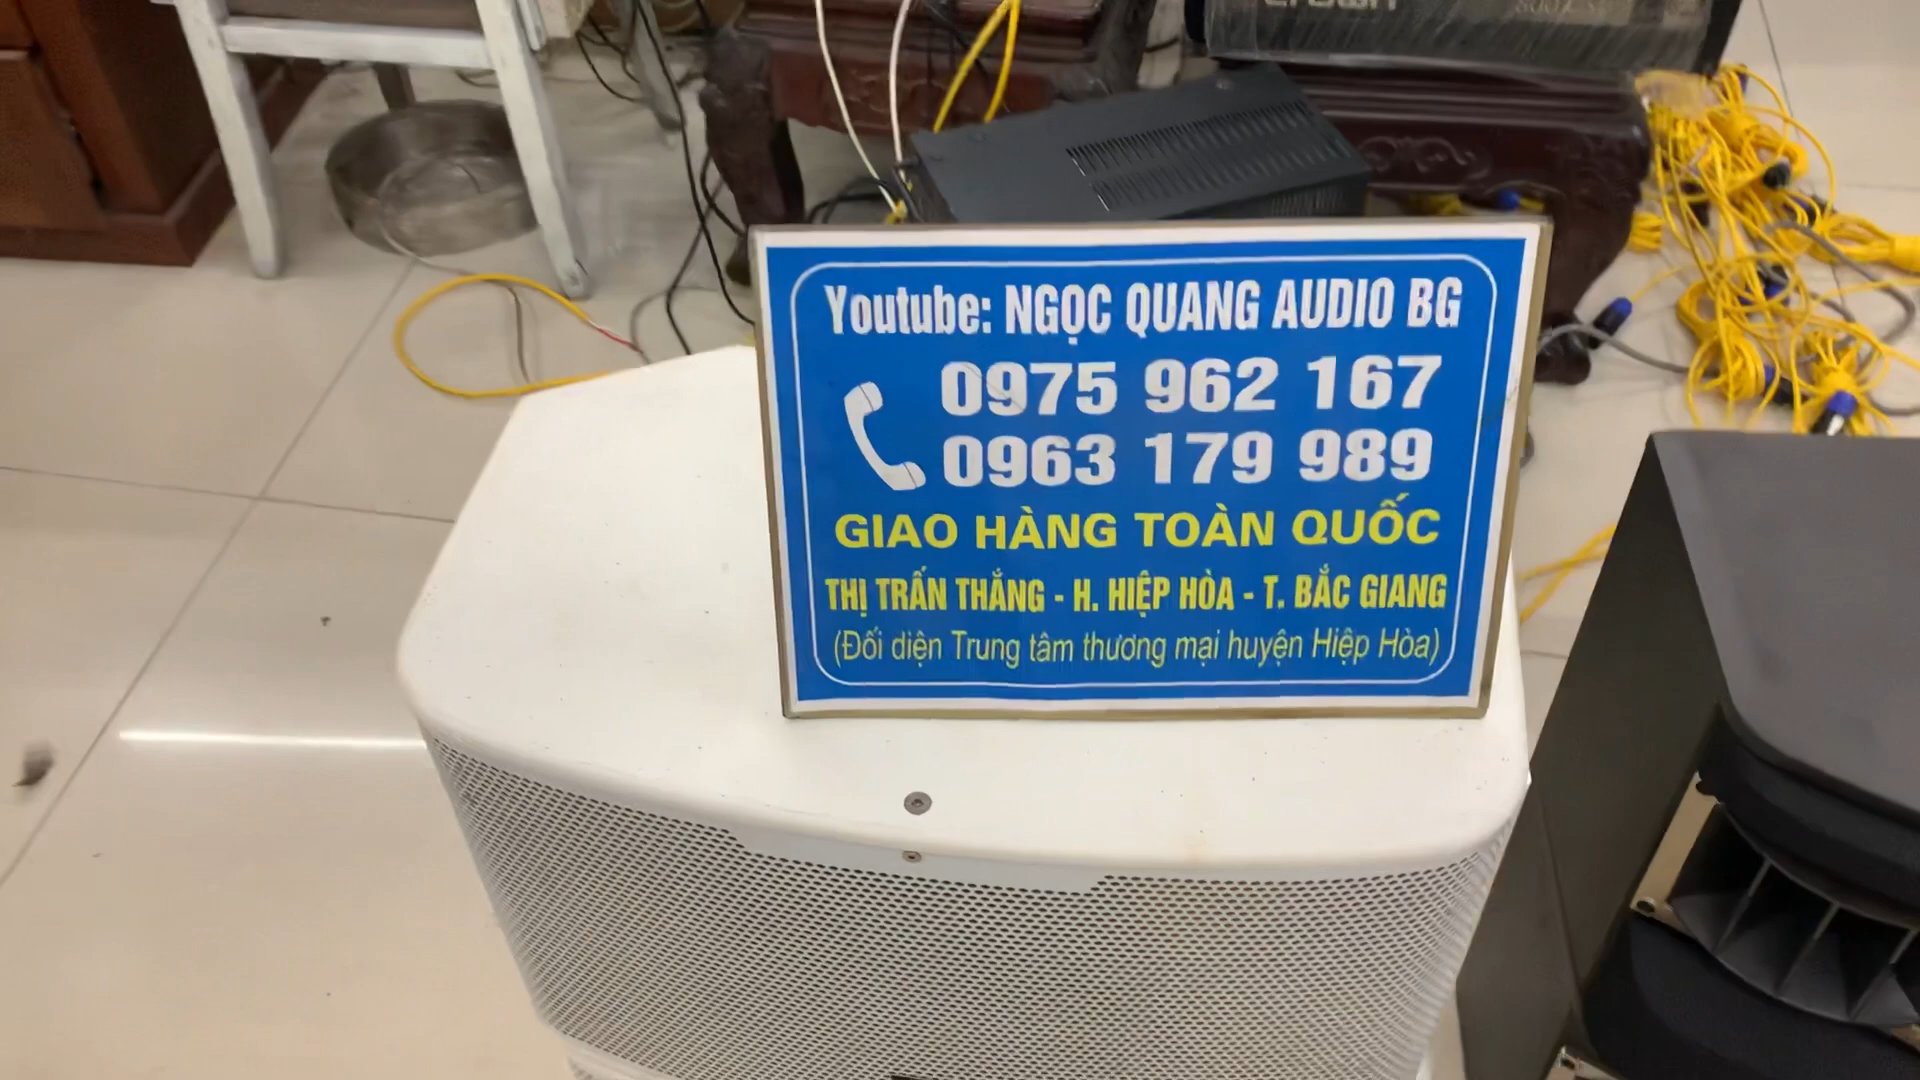 crown
Youtube: NGỌC QUANG AUDIO BG
0975 962 167
0963 179 989
GIAO HÀNG TOÀN QUỐC
THỊ TRẤN THẮNG - H. HIỆP HÒA - T. BẮC GIANG
(Đối diện Trung tâm thương mại huyện Hiệp Hòa)